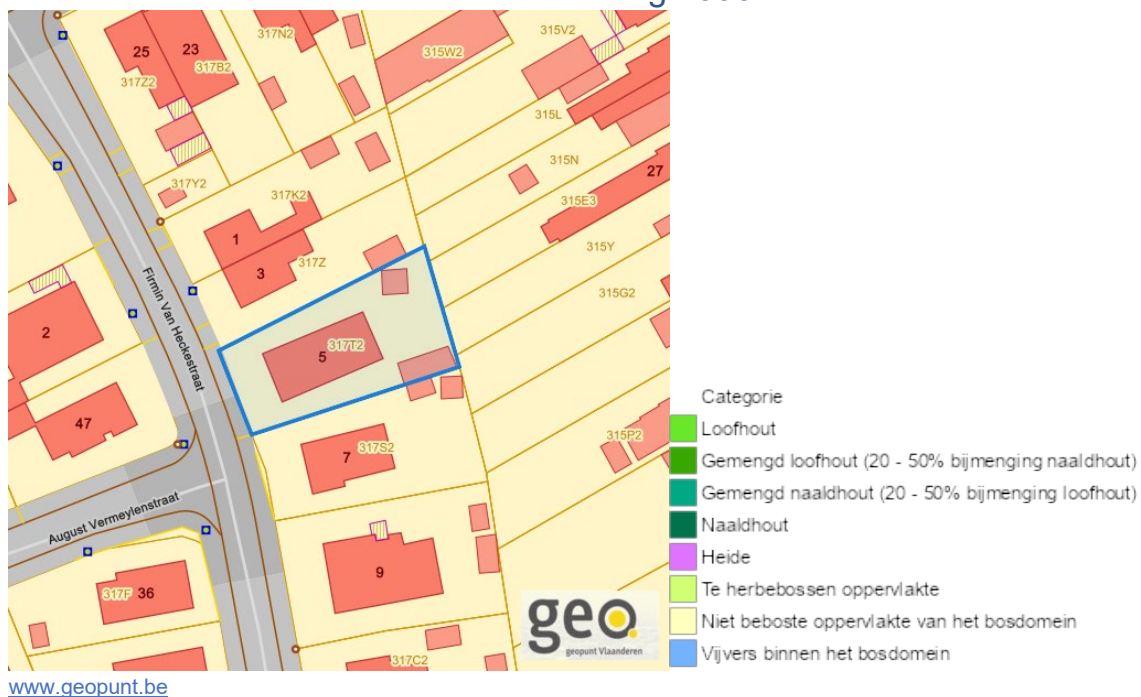 25
23
317N2
317Z2
317B2
315W2
315V2
315L
315N
317Y2
317K2
27
315E3
1
3
317Z
315Y
315G2
Firmin Van Heckestraat
2
5
317T2
47
7
317S2
315P2
August Vermeylenstraat
9
317F
36
317C2
geo
geopunt Vlaanderen
Categorie
Loofhout
Gemengd loofhout (20 - 50% bijmenging naaldhout)
Gemengd naaldhout (20 - 50% bijmenging loofhout)
Naaldhout
Heide
Te herbebossen oppervlakte
Niet beboste oppervlakte van het bosdomein
Vijvers binnen het bosdomein
www.geopunt.be